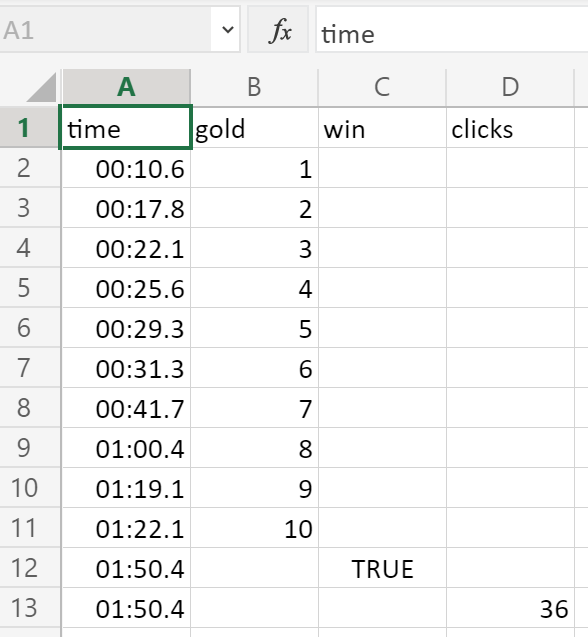 A1 fx time
A B C D
1 time gold win clicks
2 00:10.6 1
3 00:17.8 2
4 00:22.1 3
5 00:25.6 4
6 00:29.3 5
7 00:31.3 6
8 00:41.7 7
9 01:00.4 8
10 01:19.1 9
11 01:22.1 10
12 01:50.4 TRUE
13 01:50.4 36